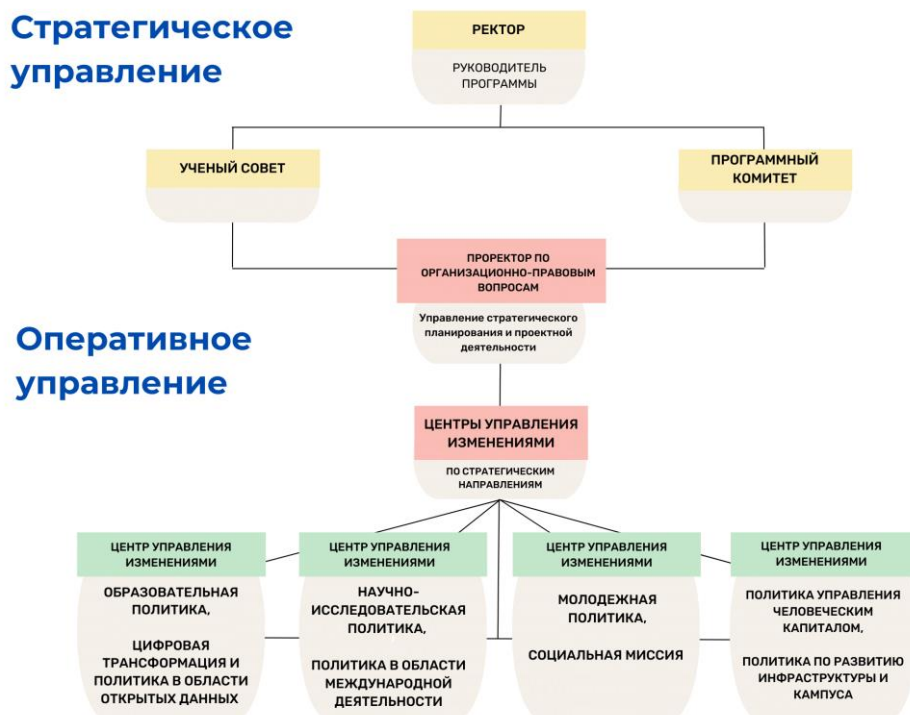 Стратегическое
управление
РЕКТОР
РУКОВОДИТЕЛЬ
ПРОГРАММЫ
УЧЕНЫЙ СОВЕТ
ПРОГРАММНЫЙ
КОМИТЕТ
ПРОРЕКТОР ПО
ОРГАНИЗАЦИОННО-ПРАВОВЫМ
ВОПРОСАМ
Управление стратегического
планирования и проектной
деятельности
Оперативное
управление
ЦЕНТРЫ УПРАВЛЕНИЯ
ИЗМЕНЕНИЯМИ
ПО СТРАТЕГИЧЕСКИМ
НАПРАВЛЕНИЯМ
ЦЕНТР УПРАВЛЕНИЯ
ИЗМЕНЕНИЯМИ
ОБРАЗОВАТЕЛЬНАЯ
ПОЛИТИКА,
ЦИФРОВАЯ
ТРАНСФОРМАЦИЯ И
ПОЛИТИКА В ОБЛАСТИ
ОТКРЫТЫХ ДАННЫХ
ЦЕНТР УПРАВЛЕНИЯ
ИЗМЕНЕНИЯМИ
НАУЧНО-
ИССЛЕДОВАТЕЛЬСКАЯ
ПОЛИТИКА,
ПОЛИТИКА В ОБЛАСТИ
МЕЖДУНАРОДНОЙ
ДЕЯТЕЛЬНОСТИ
ЦЕНТР УПРАВЛЕНИЯ
ИЗМЕНЕНИЯМИ
МОЛОДЕЖНАЯ
ПОЛИТИКА,
СОЦИАЛЬНАЯ МИССИЯ
ЦЕНТР УПРАВЛЕНИЯ
ИЗМЕНЕНИЯМИ
ПОЛИТИКА УПРАВЛЕНИЯ
ЧЕЛОВЕЧЕСКИМ
КАПИТАЛОМ,
ПОЛИТИКА ПО РАЗВИТИЮ
ИНФРАСТРУКТУРЫ И
КАМПУСА